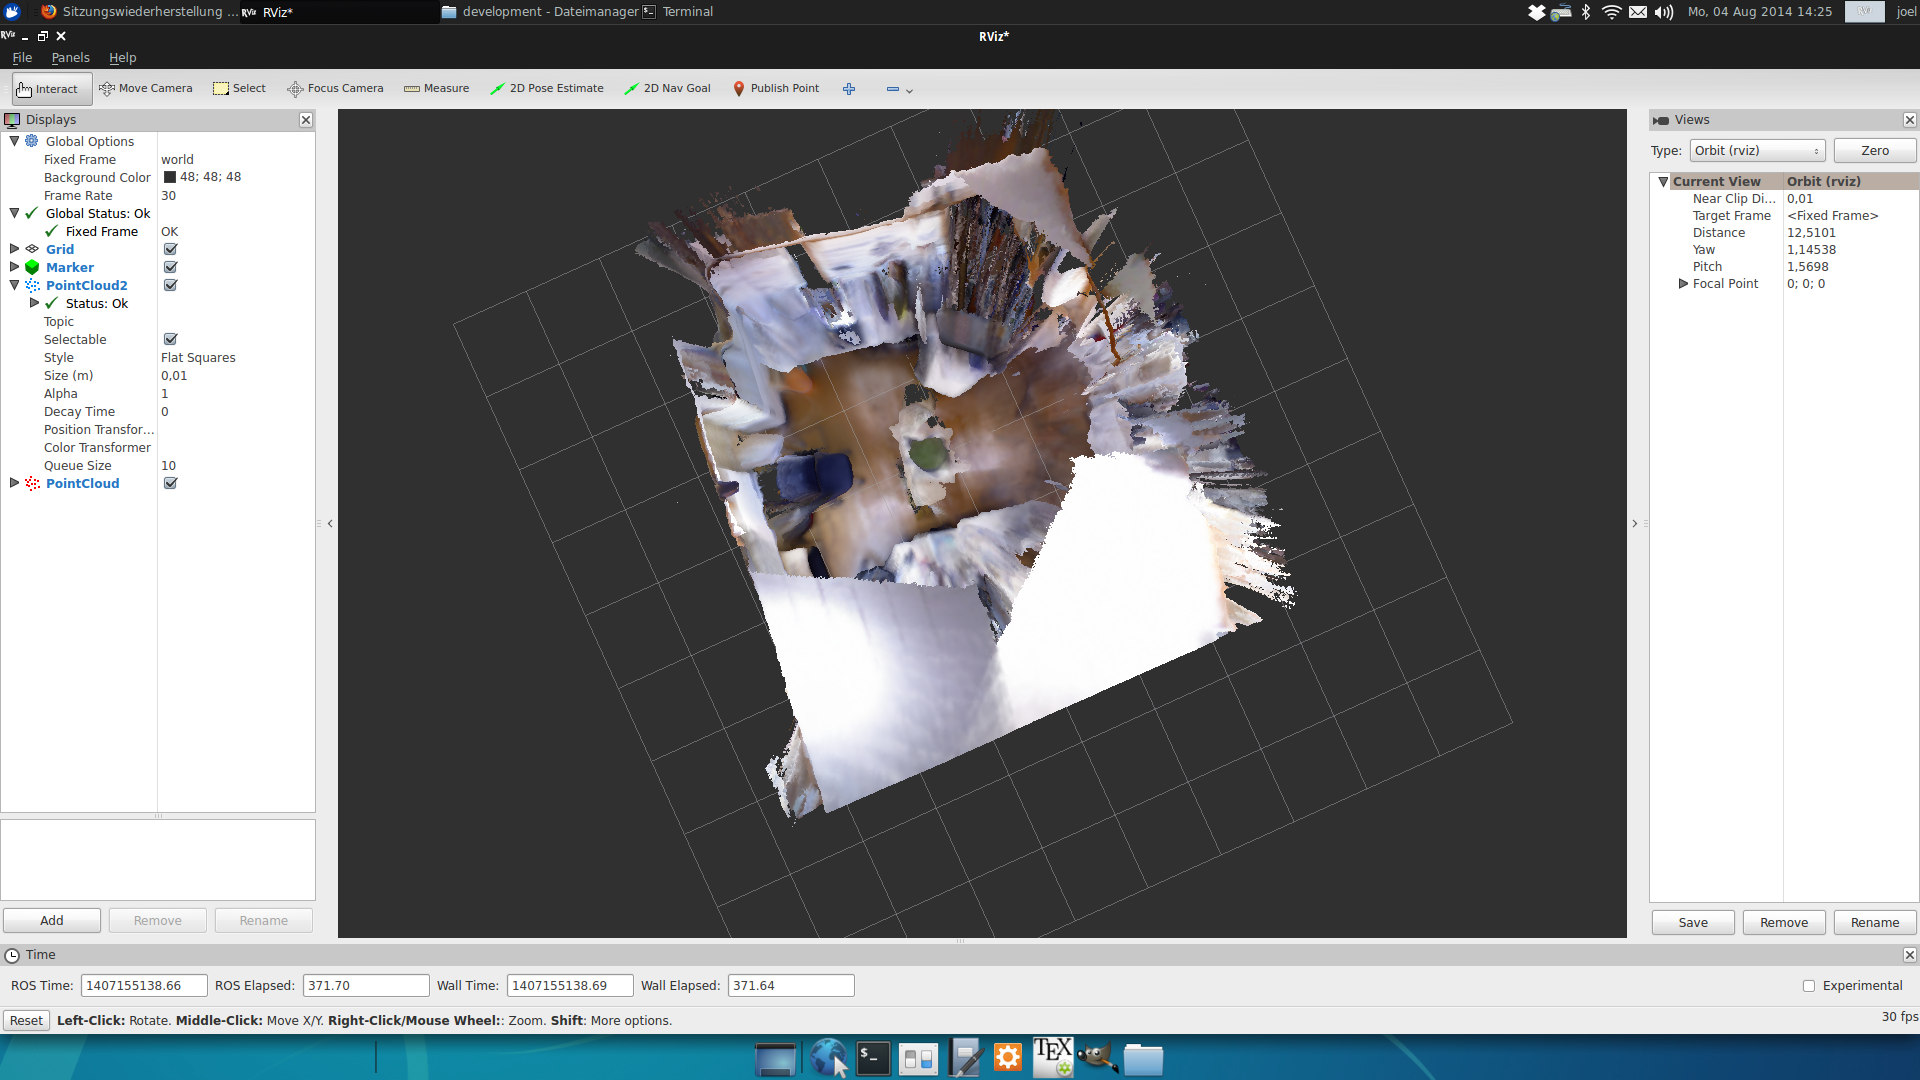 Sitzungswiederherstellung ... RViz* development - Dateimanager Terminal Mo, 04 Aug 2014 14:25 joel
RViz*
File Panels Help
Interact Move Camera Select Focus Camera Measure 2D Pose Estimate 2D Nav Goal Publish Point
Displays
Global Options
Fixed Frame world
Background Color 48; 48; 48
Frame Rate 30
Global Status: Ok
Fixed Frame OK
Grid
Marker
PointCloud2
Status: Ok
Topic
Selectable
Style Flat Squares
Size (m) 0,01
Alpha 1
Decay Time 0
Position Transfor...
Color Transformer
Queue Size 10
PointCloud
Add Remove Rename
Views
Type: Orbit (rviz) Zero
Current View Orbit (rviz)
Near Clip Di... 0,01
Target Frame <Fixed Frame>
Distance 12,5101
Yaw 1,14538
Pitch 1,5698
Focal Point 0; 0; 0
Save Remove Rename
Time
ROS Time: 1407155138.66 ROS Elapsed: 371.70 Wall Time: 1407155138.69 Wall Elapsed: 371.64 Experimental
Reset Left-Click: Rotate. Middle-Click: Move X/Y. Right-Click/Mouse Wheel:: Zoom. Shift: More options. 30 fps
TEX